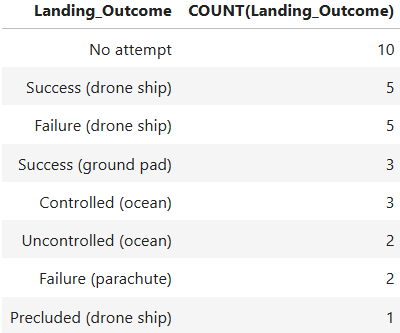 Landing_Outcome COUNT(Landing_Outcome)
No attempt 10
Success (drone ship) 5
Failure (drone ship) 5
Success (ground pad) 3
Controlled (ocean) 3
Uncontrolled (ocean) 2
Failure (parachute) 2
Precluded (drone ship) 1